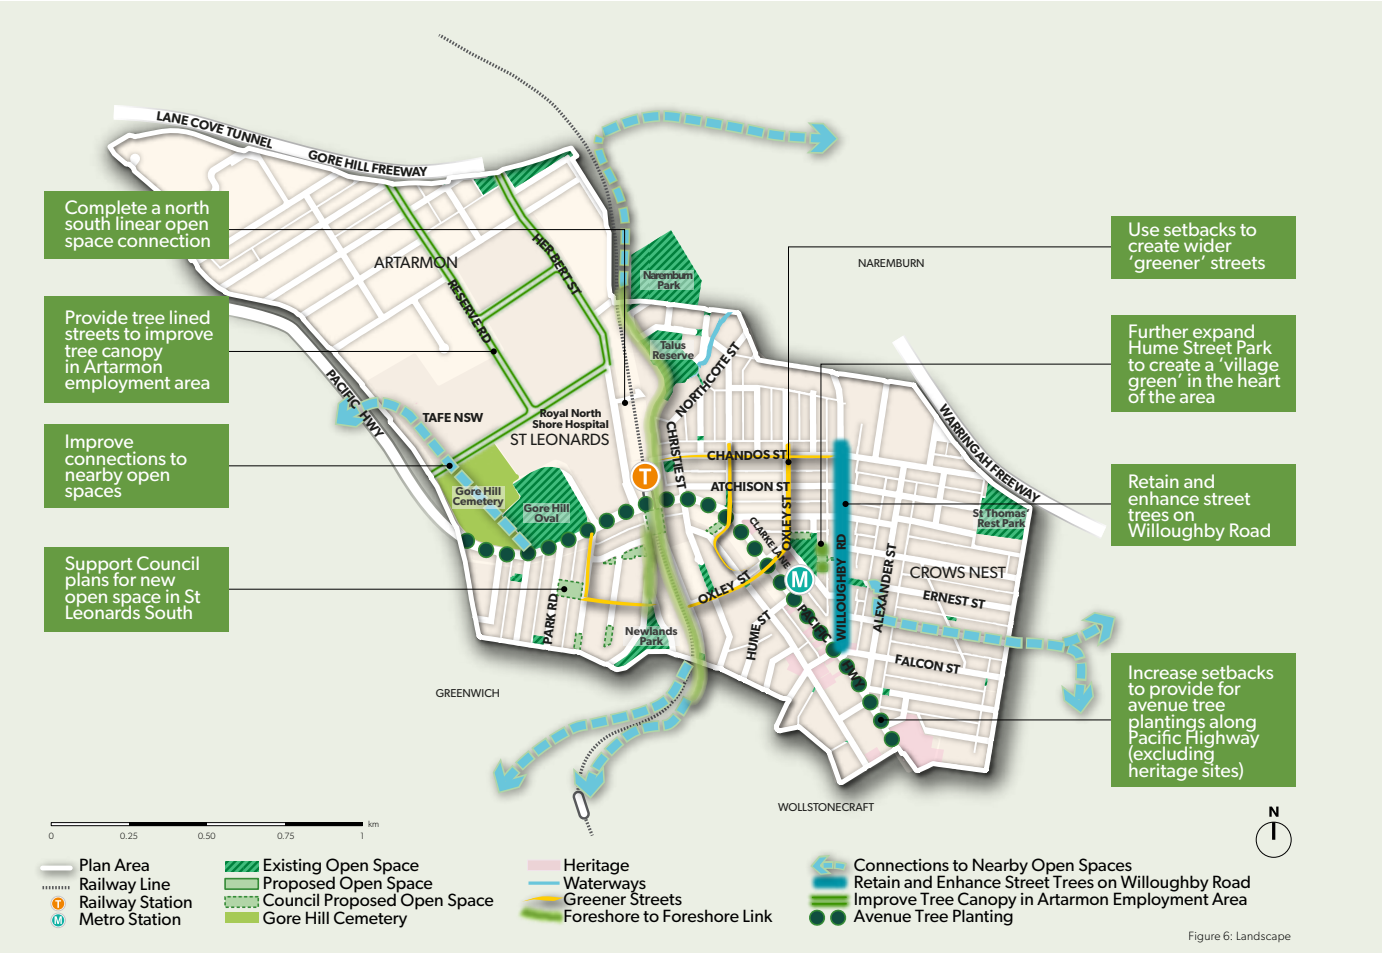 LANE COVE TUNNEL
GORE HILL FREEWAY
Complete a north
south linear open
space connection
Use setbacks to
create wider
‘greener’ streets
HERBERT ST
ARTARMON
NAREMBURN
Naremburn
Park
RESERVE RD
Provide tree lined
streets to improve
tree canopy
in Artarmon
employment area
Further expand
Hume Street Park
to create a ‘village
green’ in the heart
of the area
Talus
Reserve
NORTHCOTE ST
PACIFIC HWY
TAFE NSW
Royal North
Shore Hospital
ST LEONARDS
WARRINGAH FREEWAY
CHRISTIE ST
Improve
connections to
nearby open
spaces
CHANDOS ST
T
ATCHISON ST
Retain and
enhance street
trees on
Willoughby Road
Gore Hill
Cemetery
Gore Hill
Oval
OXLEY ST
St Thomas’
Rest Park
CLARKE LANE
Support Council
plans for new
open space in St
Leonards South
WILLOUGHBY RD
ALEXANDER ST
CROWS NEST
M
OXLEY ST
ERNEST ST
PARK RD
PACIFIC HWY
HUME ST
Newlands
Park
FALCON ST
GREENWICH
Increase setbacks
to provide for
avenue tree
plantings along
Pacific Highway
(excluding
heritage sites)
WOLLSTONECRAFT
N
km
0 0.25 0.50 0.75 1
Plan Area
Railway Line
T Railway Station
M Metro Station
Existing Open Space
Proposed Open Space
Council Proposed Open Space
Gore Hill Cemetery
Heritage
Waterways
Greener Streets
Foreshore to Foreshore Link
Connections to Nearby Open Spaces
Retain and Enhance Street Trees on Willoughby Road
Improve Tree Canopy in Artarmon Employment Area
Avenue Tree Planting
Figure 6: Landscape